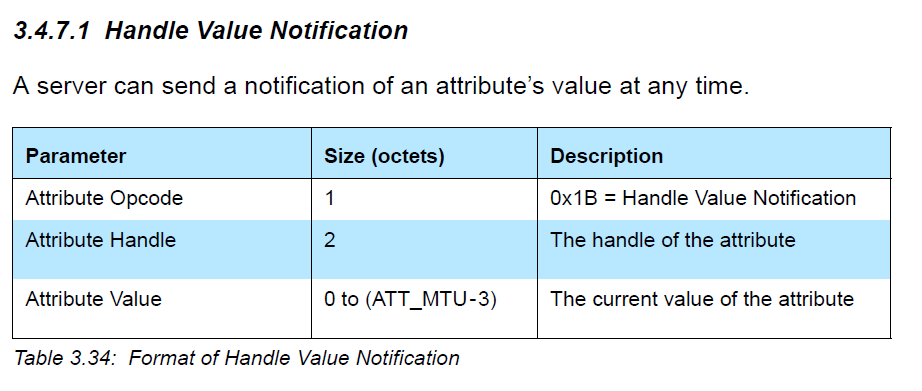 3.4.7.1 Handle Value Notification
A server can send a notification of an attribute’s value at any time.
Parameter Size (octets) Description
Attribute Opcode 1 0x1B = Handle Value Notification
Attribute Handle 2 The handle of the attribute
Attribute Value 0 to (ATT_MTU-3) The current value of the attribute
Table 3.34: Format of Handle Value Notification